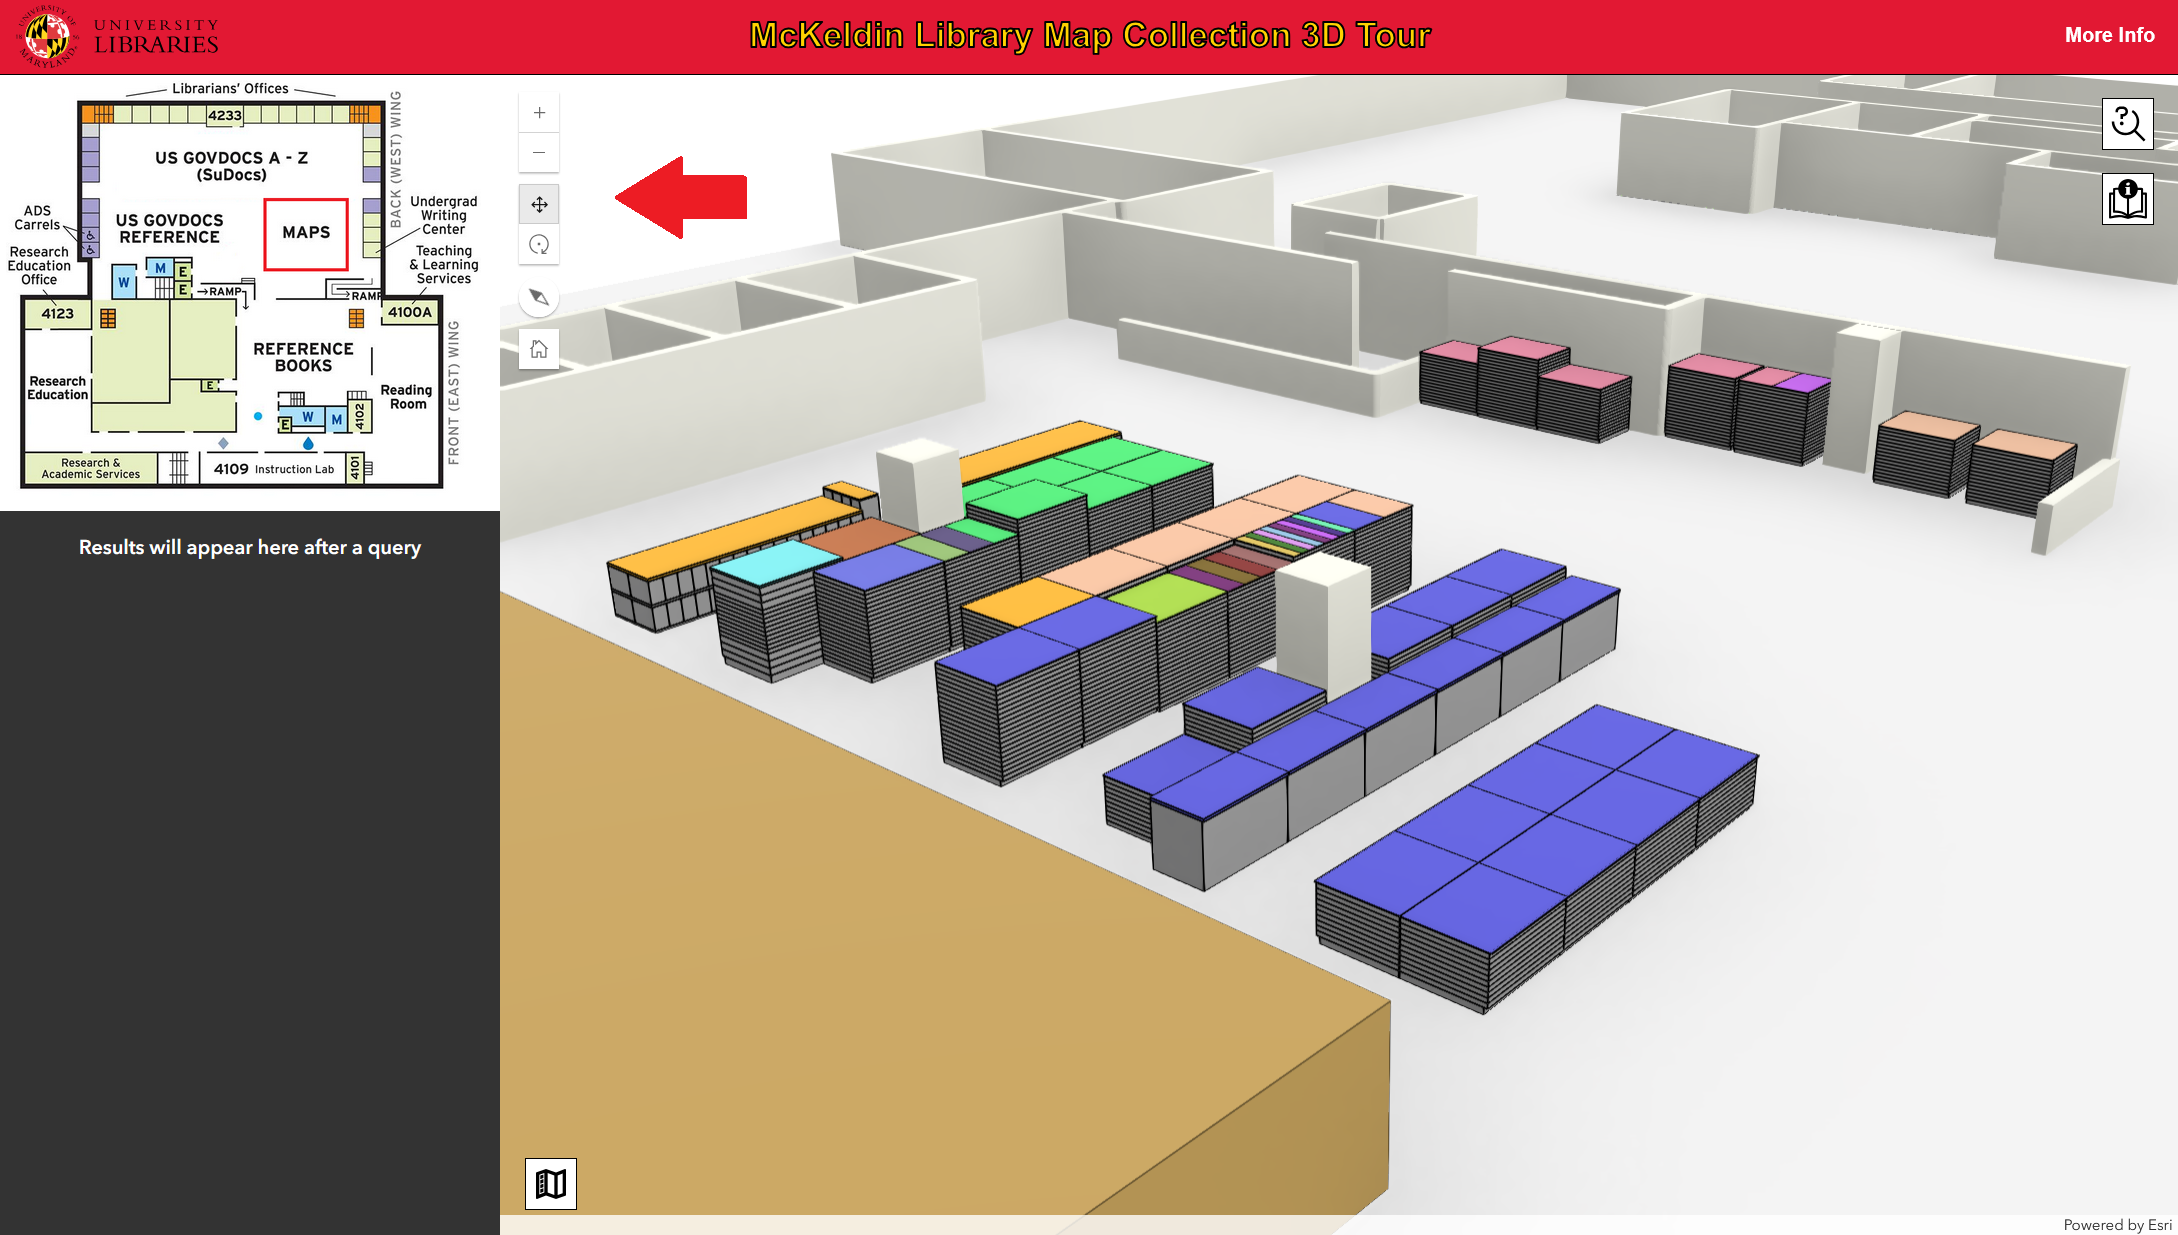 UNIVERSITY OF
18 56
MARYLAND
UNIVERSITY
LIBRARIES
McKeldin Library Map Collection 3D Tour
More Info
Librarians' Offices
4233
US GOVDOCS A - Z
(SuDocs)
BACK (WEST) WING
ADS
Carrels
US GOVDOCS
REFERENCE
MAPS
Undergrad
Writing
Center
Research
Education
Office
Teaching
& Learning
Services
W
M
E
E
RAMP
RAMP
4123
4100A
REFERENCE
BOOKS
Research
Education
E
Reading
Room
FRONT (EAST) WING
W
M
E
4102
Research &
Academic Services
4109 Instruction Lab
4101
Results will appear here after a query
+
−
?
i
Powered by Esri